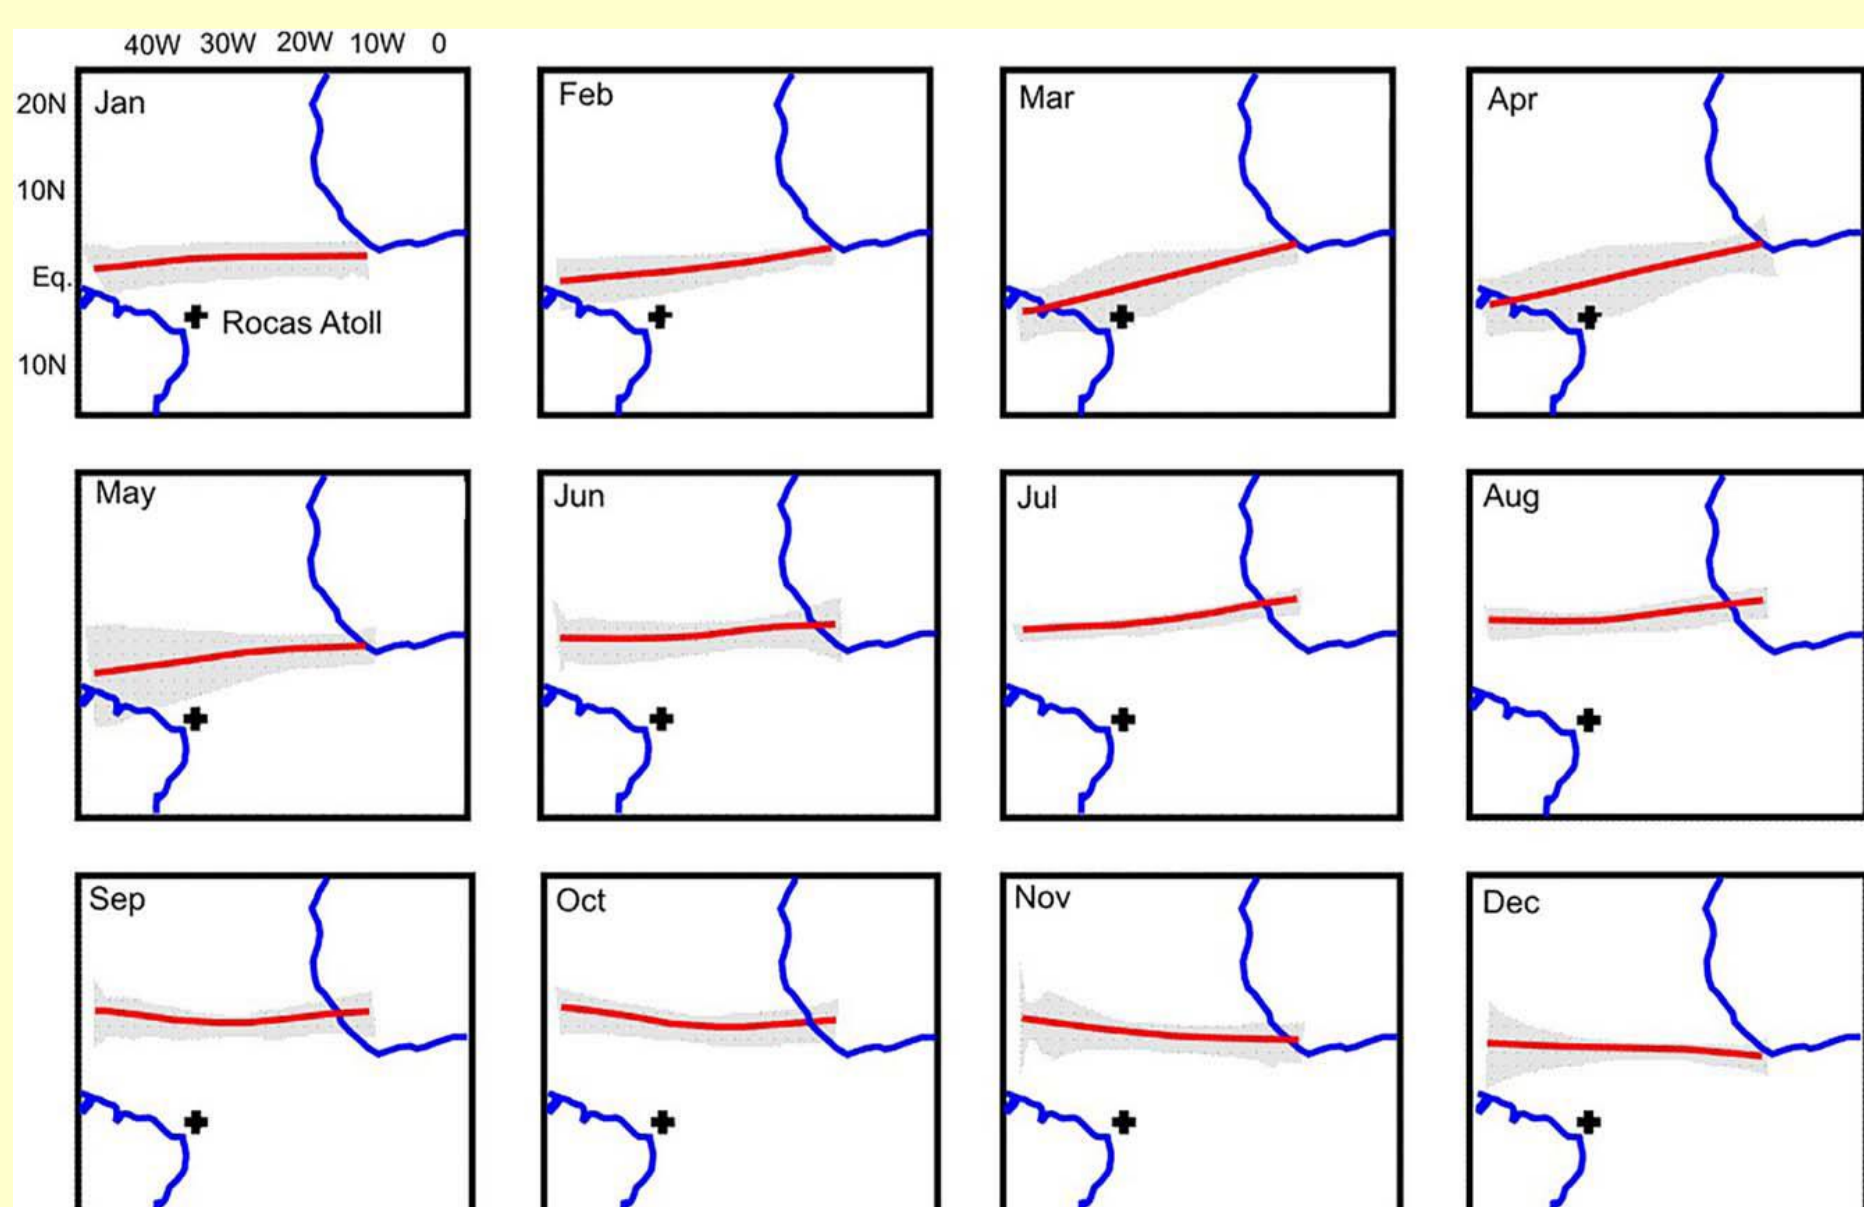 40W 30W 20W 10W 0
20N
Jan
Feb
Mar
Apr
10N
Eq.
Rocas Atoll
10N
May
Jun
Jul
Aug
Sep
Oct
Nov
Dec